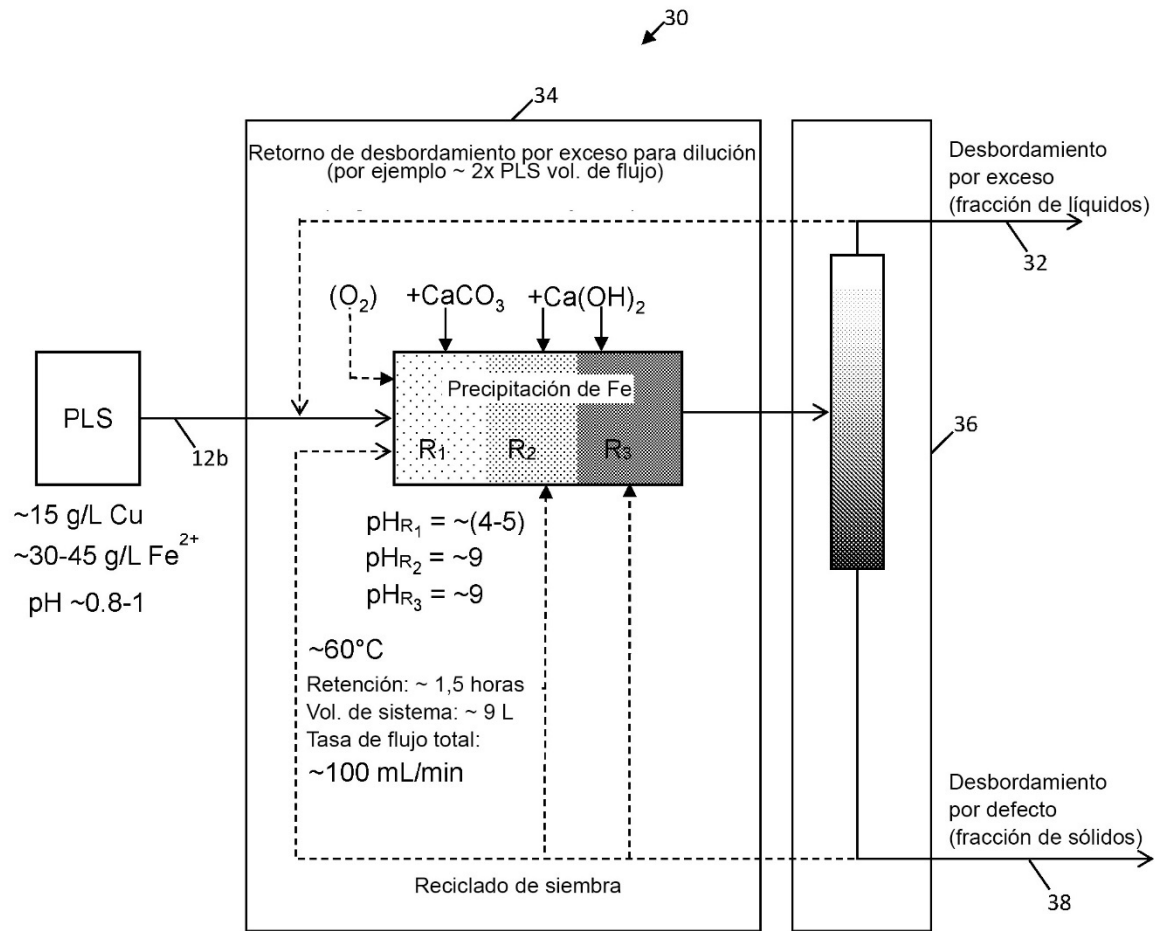 30
34
Retorno de desbordamiento por exceso para dilución
(por ejemplo ~ 2x PLS vol. de flujo)
Desbordamiento
por exceso
(fracción de líquidos)
32
(O₂)
+CaCO₃
+Ca(OH)₂
PLS
12b
Precipitación de Fe
R₁
R₂
R₃
36
~15 g/L Cu
~30-45 g/L Fe²⁺
pH ~0.8-1
pHR₁ = ~(4-5)
pHR₂ = ~9
pHR₃ = ~9
~60°C
Retención: ~ 1,5 horas
Vol. de sistema: ~ 9 L
Tasa de flujo total:
~100 mL/min
Desbordamiento
por defecto
(fracción de sólidos)
38
Reciclado de siembra